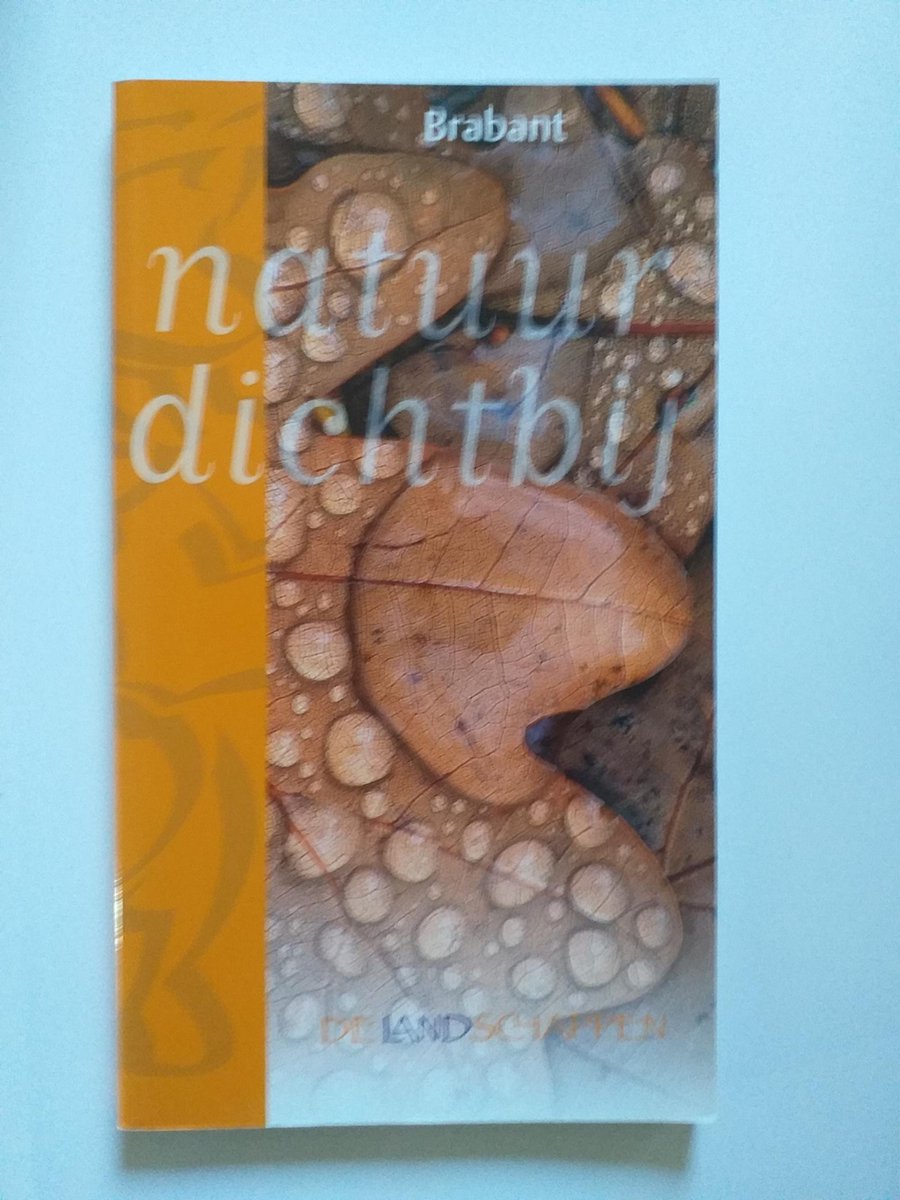 Brabant
natuur
dichtbij
DE LANDSCHAPPEN